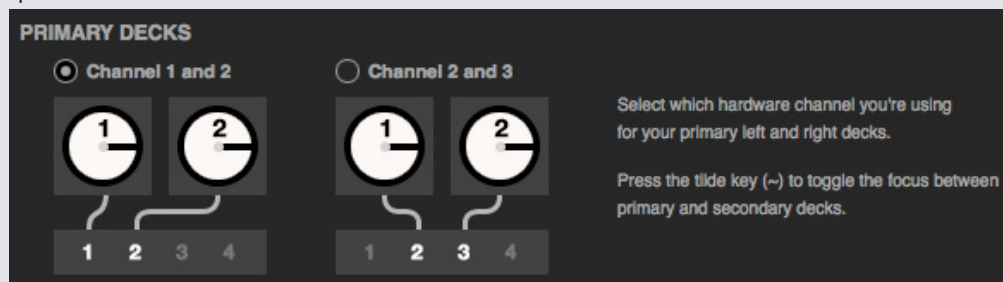 PRIMARY DECKS
Channel 1 and 2
1 2
1 2 3 4
Channel 2 and 3
1 2
1 2 3 4
Select which hardware channel you're using
for your primary left and right decks.
Press the tilde key (~) to toggle the focus between
primary and secondary decks.